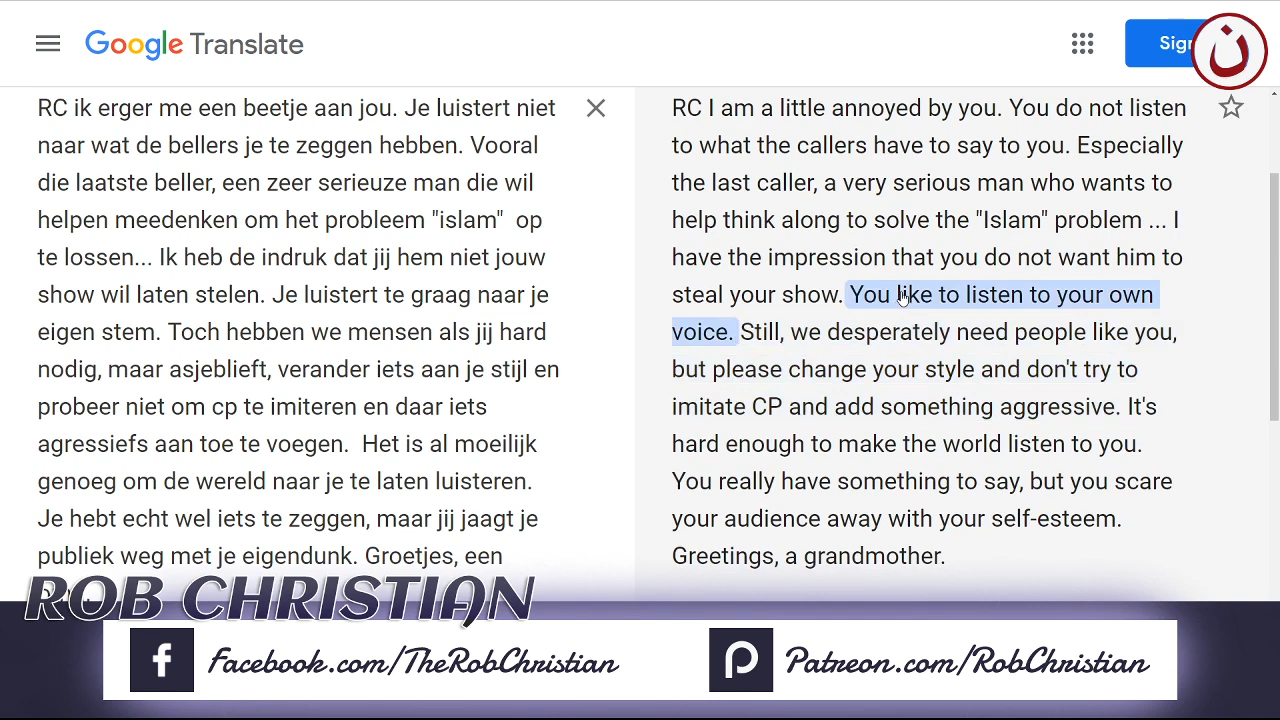 Google Translate
Sign
ن
RC ik erger me een beetje aan jou. Je luistert niet
naar wat de bellers je te zeggen hebben. Vooral
die laatste beller, een zeer serieuze man die wil
helpen meedenken om het probleem "islam"  op
te lossen... Ik heb de indruk dat jij hem niet jouw
show wil laten stelen. Je luistert te graag naar je
eigen stem. Toch hebben we mensen als jij hard
nodig, maar asjeblieft, verander iets aan je stijl en
probeer niet om cp te imiteren en daar iets
agressiefs aan toe te voegen.  Het is al moeilijk
genoeg om de wereld naar je te laten luisteren.
Je hebt echt wel iets te zeggen, maar jij jaagt je
publiek weg met je eigendunk. Groetjes, een
RC I am a little annoyed by you. You do not listen
to what the callers have to say to you. Especially
the last caller, a very serious man who wants to
help think along to solve the "Islam" problem ... I
have the impression that you do not want him to
steal your show. You like to listen to your own
voice. Still, we desperately need people like you,
but please change your style and don't try to
imitate CP and add something aggressive. It's
hard enough to make the world listen to you.
You really have something to say, but you scare
your audience away with your self-esteem.
Greetings, a grandmother.
ROB CHRISTIAN
Facebook.com/TheRobChristian
Patreon.com/RobChristian